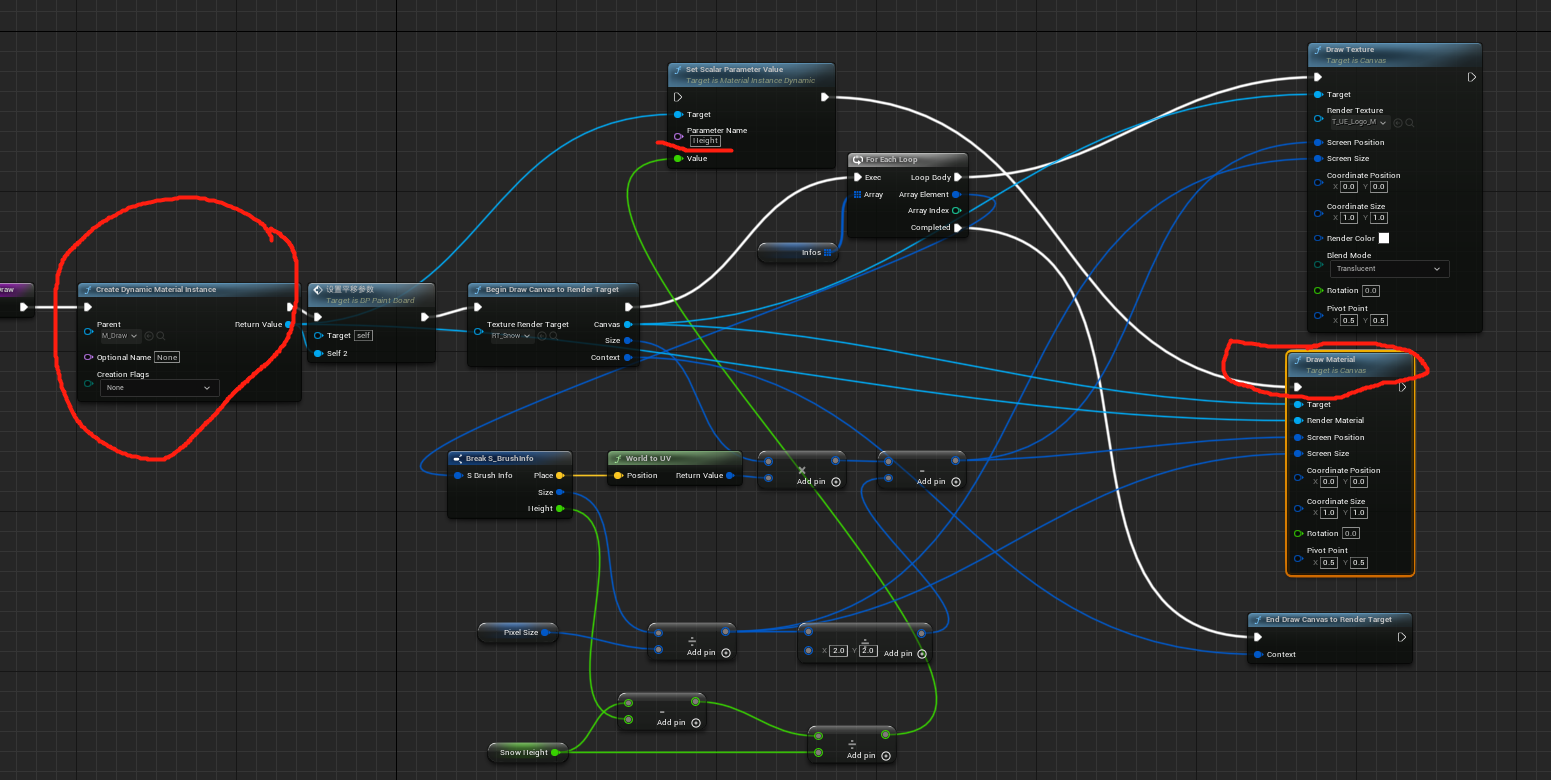 raw
Create Dynamic Material Instance
Parent
Return Value
M_Draw
Optional Name None
Creation Flags
None
设置平移参数
Target is BP Paint Board
Target self
Self 2
Begin Draw Canvas to Render Target
Texture Render Target
RT_Snow
Canvas
Size
Context
Set Scalar Parameter Value
Target is Material Instance Dynamic
Target
Parameter Name
Height
Value
For Each Loop
Exec
Loop Body
Array
Array Element
Array Index
Completed
Infos
Break S_BrushInfo
S Brush Info
Place
Size
Height
World to UV
Position
Return Value
×
Add pin
-
Add pin
Pixel Size
÷
Add pin
÷
X 2.0 Y 2.0 Add pin
-
Add pin
Snow Height
÷
Add pin
Draw Texture
Target is Canvas
Target
Render Texture
T_UE_Logo_M
Screen Position
Screen Size
Coordinate Position
X 0.0 Y 0.0
Coordinate Size
X 1.0 Y 1.0
Render Color
Blend Mode
Translucent
Rotation 0.0
Pivot Point
X 0.5 Y 0.5
Draw Material
Target is Canvas
Target
Render Material
Screen Position
Screen Size
Coordinate Position
X 0.0 Y 0.0
Coordinate Size
X 1.0 Y 1.0
Rotation 0.0
Pivot Point
X 0.5 Y 0.5
End Draw Canvas to Render Target
Context